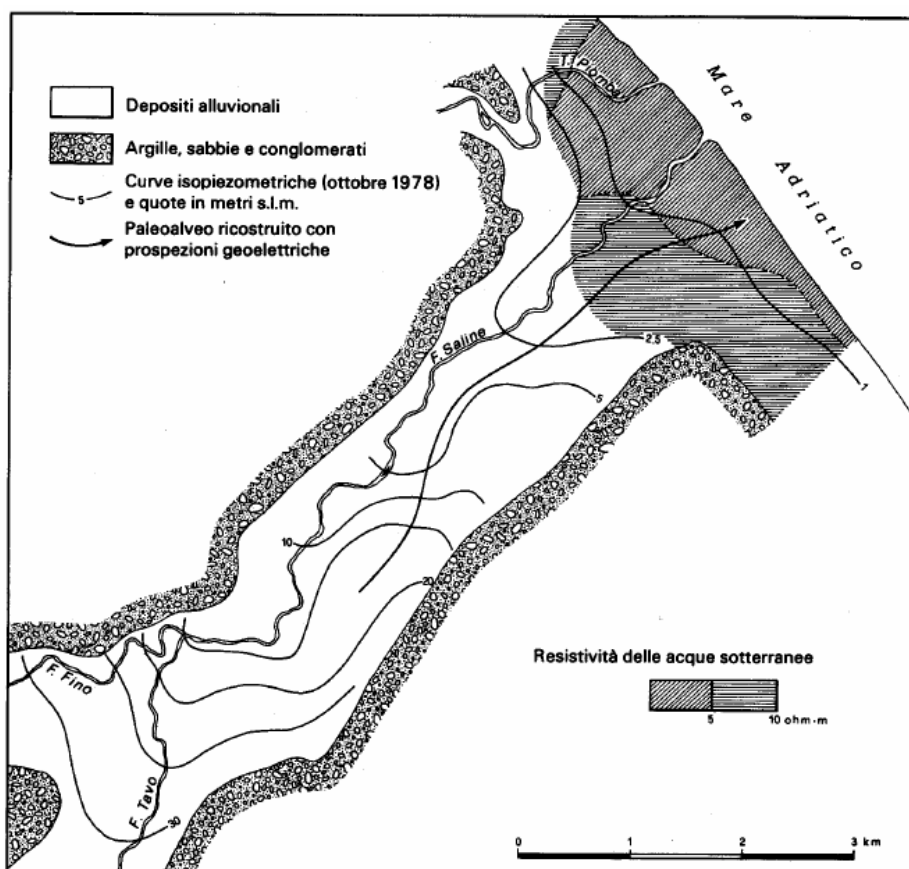 Depositi alluvionali
Argille, sabbie e conglomerati
5
Curve isopiezometriche (ottobre 1978)
e quote in metri s.l.m.
Paleoalveo ricostruito con
prospezioni geoelettriche
T. Piomba
Mare
Adriatico
F. Saline
2.5
1
5
10
20
F. Fino
F. Tavo
30
Resistività delle acque sotterranee
5 10 ohm·m
0 1 2 3 km